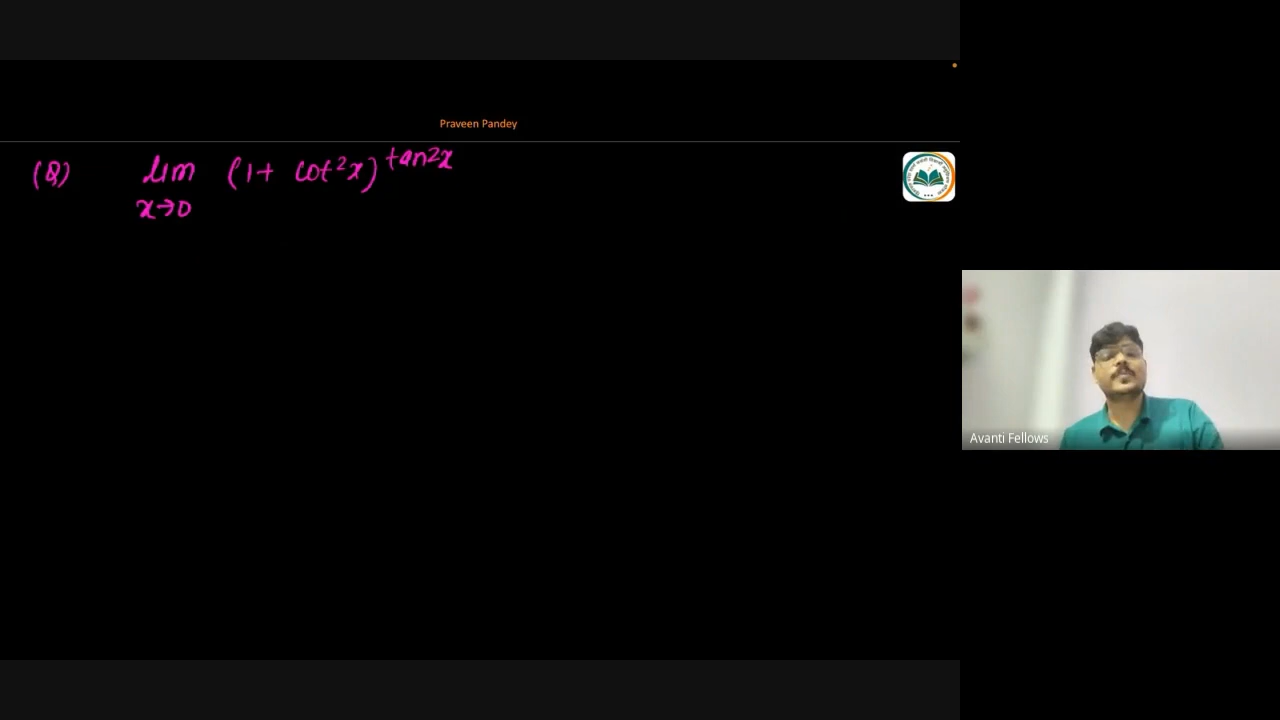 Praveen Pandey
(Q) lim (1+ cot²x)^tan2x
x→0
Avanti Fellows